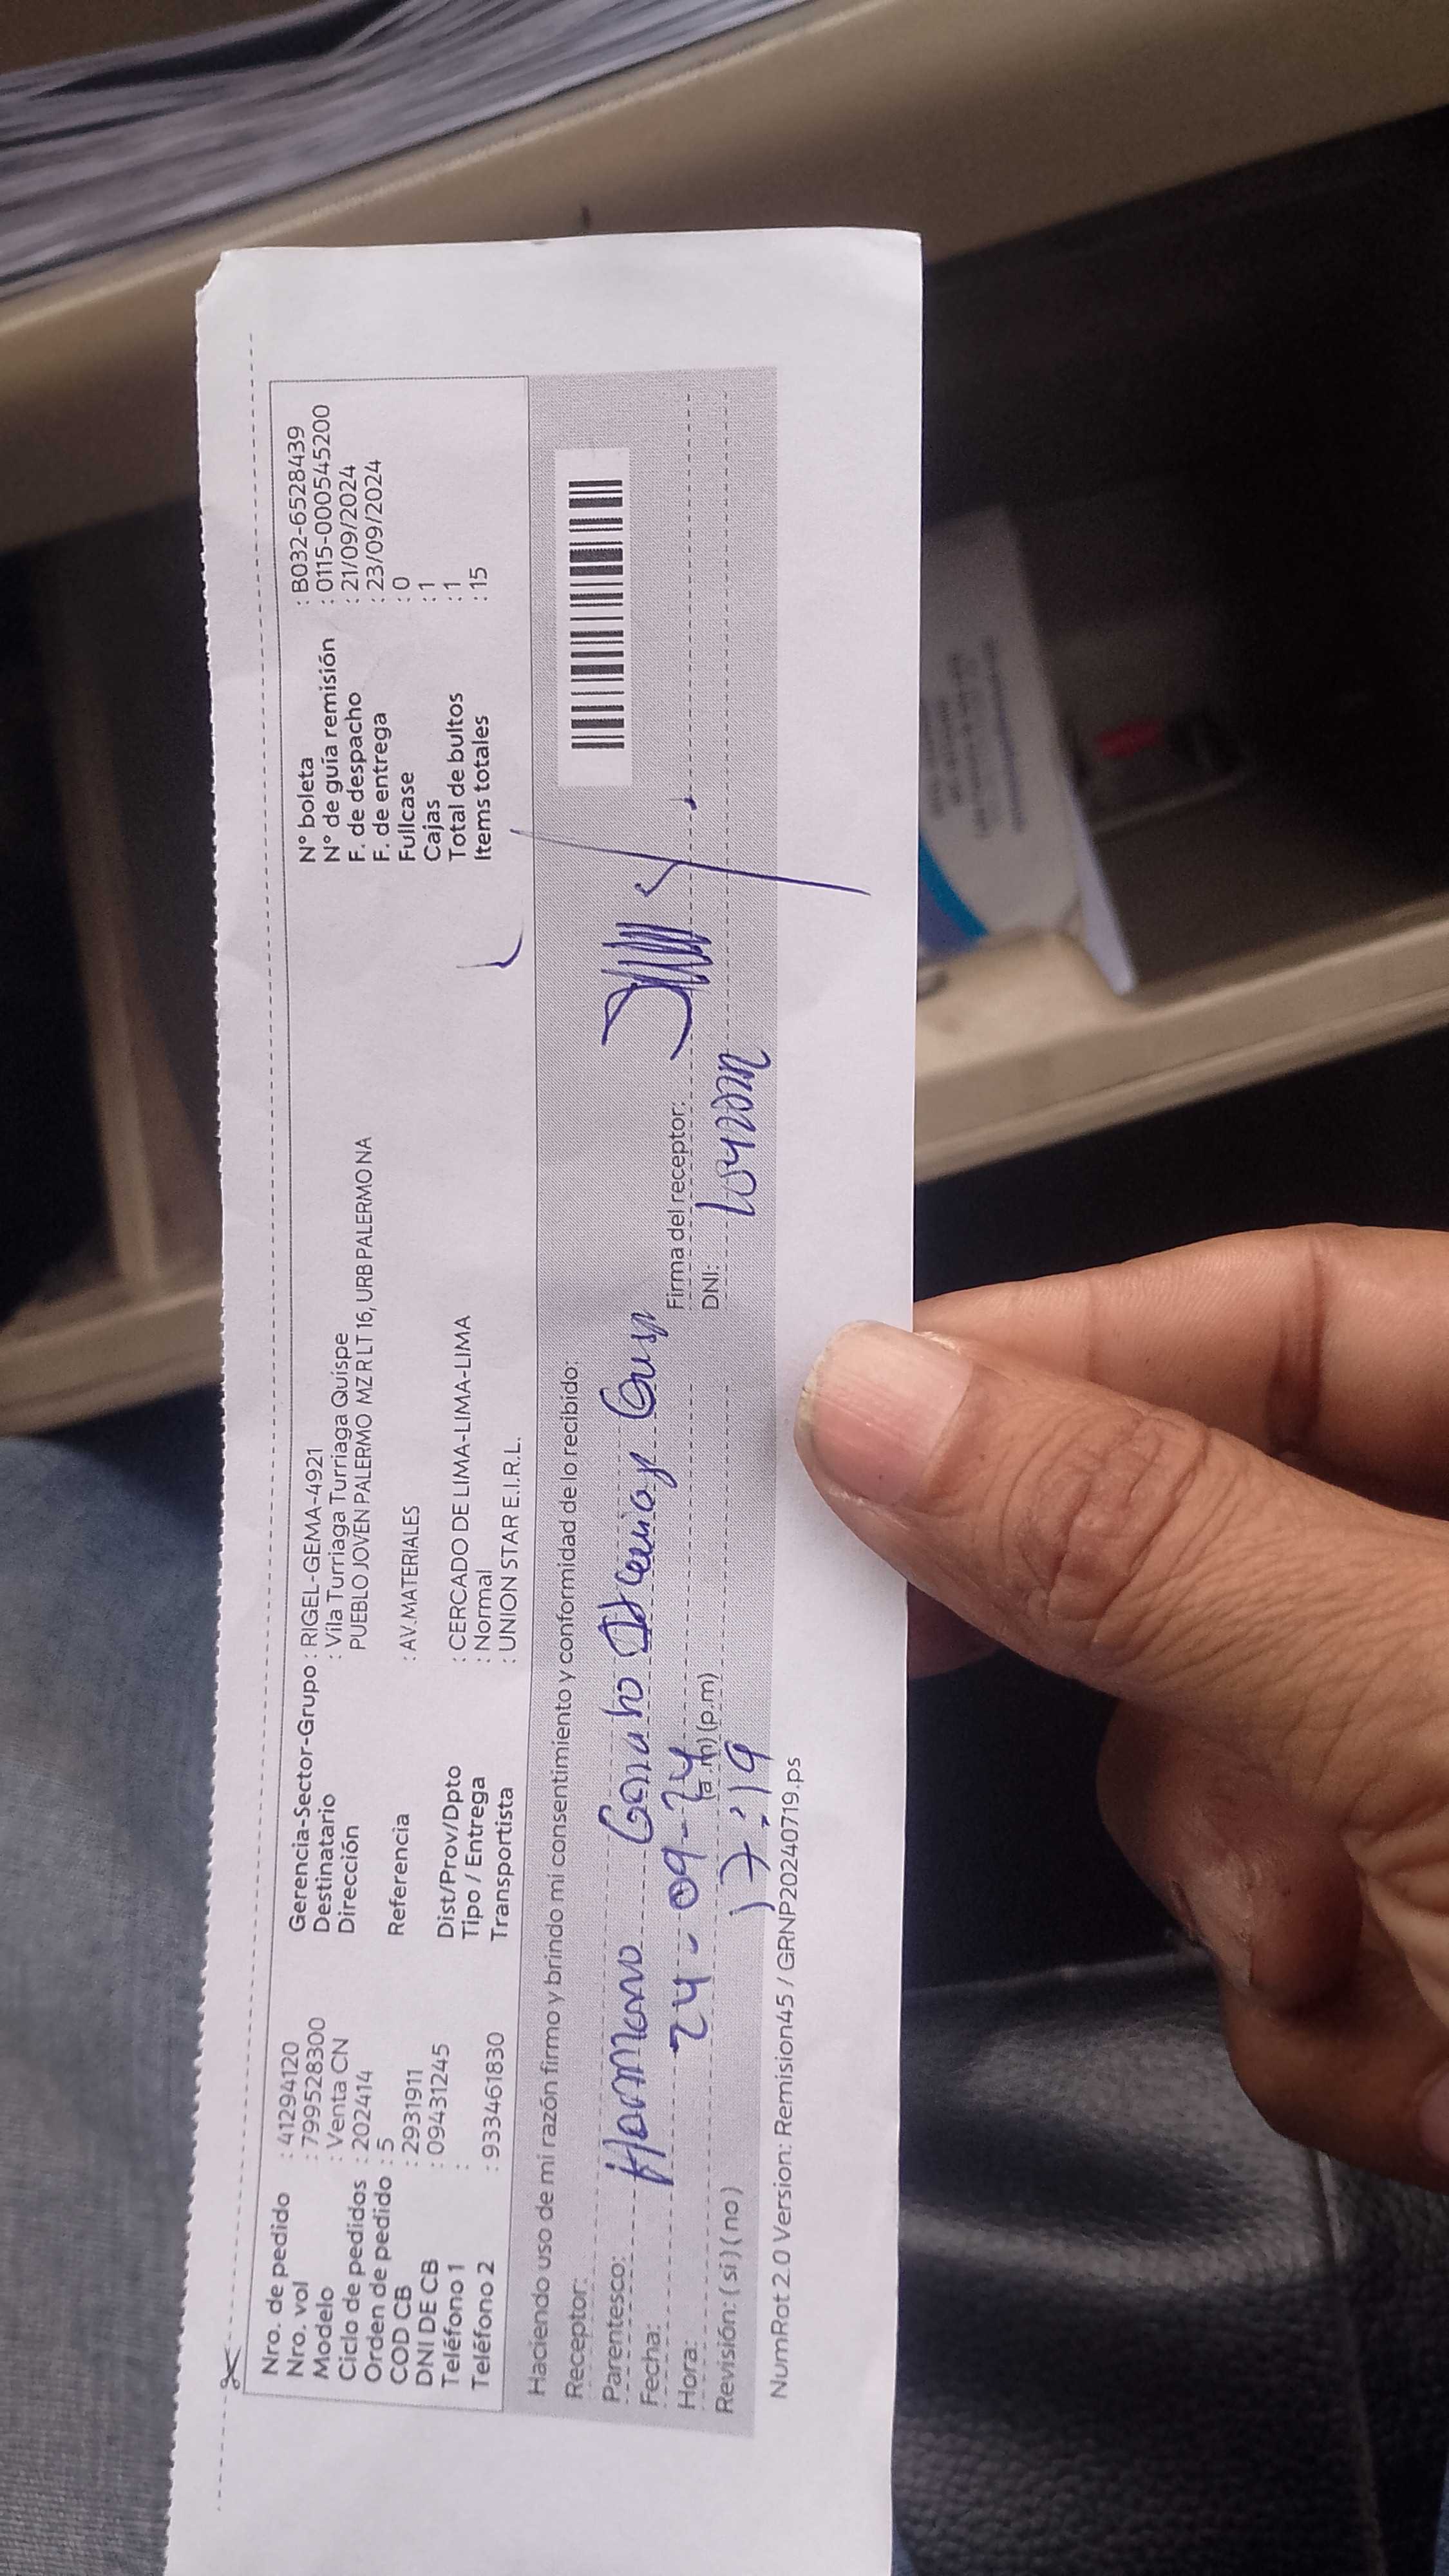 Nro. de pedido : 41294120
Nro. vol : 799528300
Modelo : Venta CN
Ciclo de pedidos : 202414
Orden de pedido : 5
COD CB : 2931911
DNI DE CB : 09431245
Teléfono 1 :
Teléfono 2 : 933461830
Gerencia-Sector-Grupo : RIGEL-GEMA-4921
Destinatario : Vila Turriaga Turriaga Quispe
Dirección PUEBLO JOVEN PALERMO MZ R LT 16, URB PALERMO NA
Referencia : AV.MATERIALES
Dist/Prov/Dpto : CERCADO DE LIMA-LIMA-LIMA
Tipo / Entrega : Normal
Transportista : UNION STAR E.I.R.L.
N° boleta : B032-6528439
N° de guía remisión : 0115-000545200
F. de despacho : 21/09/2024
F. de entrega : 23/09/2024
Fullcase : 0
Cajas : 1
Total de bultos : 1
Items totales : 15
Haciendo uso de mi razón firmo y brindo mi consentimiento y conformidad de lo recibido:
Receptor:
Parentesco: Hermano
Fecha: 24-09-24
Hora: 17:19 (a.m) (p.m)
Revisión: ( si ) ( no )
Firma del receptor:
DNI:
NumRot 2.0 Version: Remision45 / GRNP20240719.ps